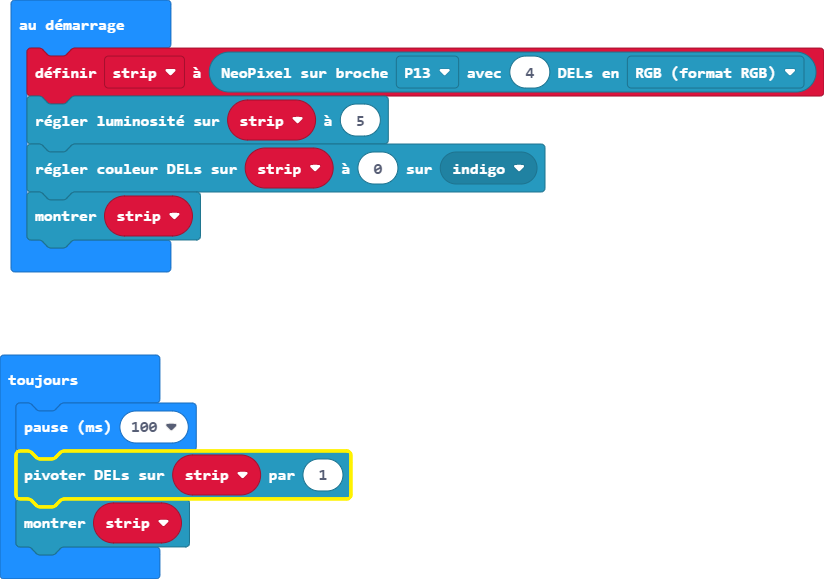 au démarrage
définir strip à NeoPixel sur broche P13 avec 4 DELs en RGB (format RGB)
régler luminosité sur strip à 5
régler couleur DELs sur strip à 0 sur indigo
montrer strip
toujours
pause (ms) 100
pivoter DELs sur strip par 1
montrer strip